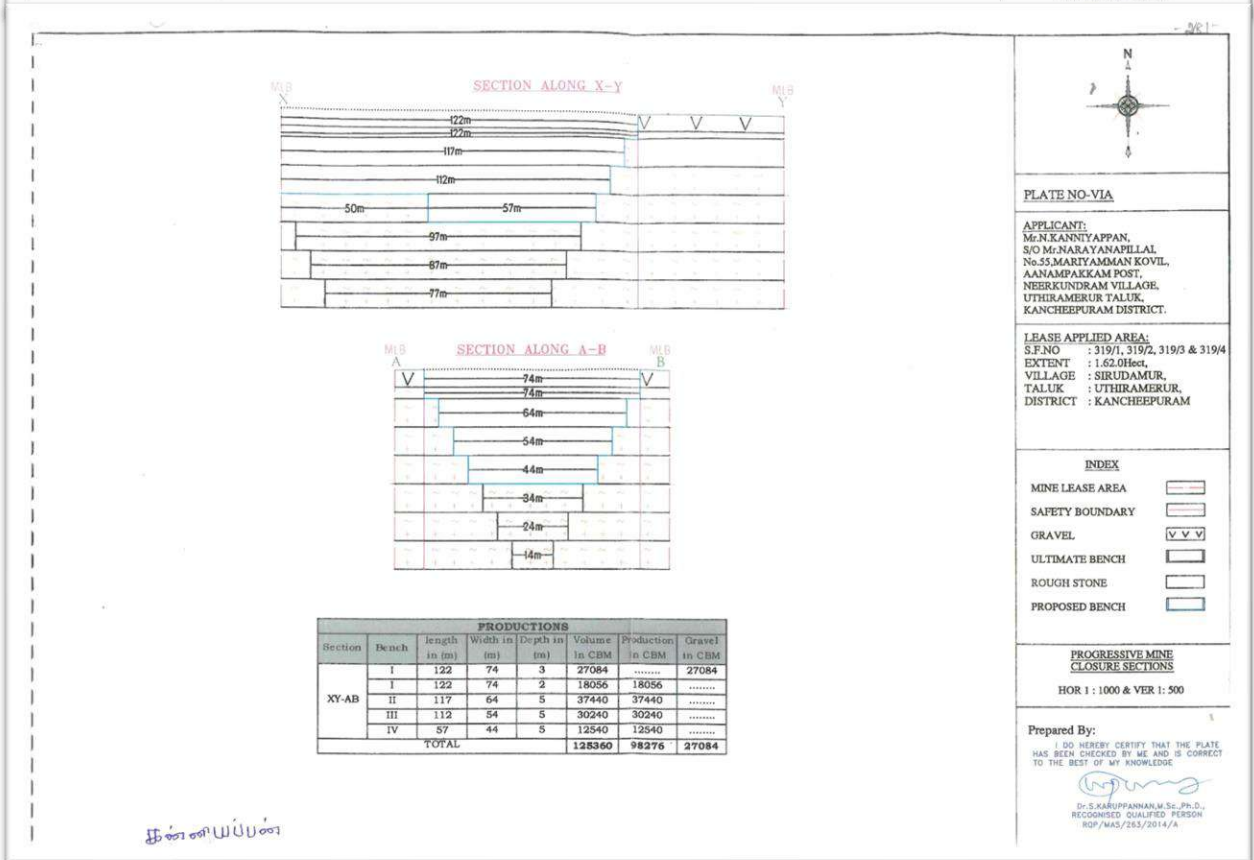 SECTION ALONG X-Y
MLB MLB
X Y
122m
122m
117m
112m
50m 57m
97m
87m
77m
SECTION ALONG A-B
MLB MLB
A B
74m
74m
64m
54m
44m
34m
24m
14m
PRODUCTIONS
Section Bench length in (m) Width in (m) Depth in (m) Volume in CBM Production in CBM Gravel in CBM
XY-AB I 122 74 3 27084 ........ 27084
I 122 74 2 18056 18056 ........
II 117 64 5 37440 37440 ........
III 112 54 5 30240 30240 ........
IV 57 44 5 12540 12540 ........
TOTAL 125360 98276 27084
கன்னியப்பன்
N
PLATE NO-VIA
APPLICANT:
Mr.N.KANNIYAPPAN,
S/O Mr.NARAYANAPILLAI,
No.55,MARIYAMMAN KOVIL,
AANAMPAKKAM POST,
NEERKUNDRAM VILLAGE,
UTHIRAMERUR TALUK,
KANCHEEPURAM DISTRICT.
LEASE APPLIED AREA:
S.F.NO : 319/1, 319/2, 319/3 & 319/4
EXTENT : 1.62.0Hect,
VILLAGE : SIRUDAMUR,
TALUK : UTHIRAMERUR,
DISTRICT : KANCHEEPURAM
INDEX
MINE LEASE AREA
SAFETY BOUNDARY
GRAVEL V V V
ULTIMATE BENCH
ROUGH STONE
PROPOSED BENCH
PROGRESSIVE MINE
CLOSURE SECTIONS
HOR 1 : 1000 & VER 1: 500
Prepared By:
I DO HEREBY CERTIFY THAT THE PLATE
HAS BEEN CHECKED BY ME AND IS CORRECT
TO THE BEST OF MY KNOWLEDGE
Dr.S.KARUPPANNAN,M.Sc.,Ph.D.,
RECOGNISED QUALIFIED PERSON
RQP/MAS/263/2014/A